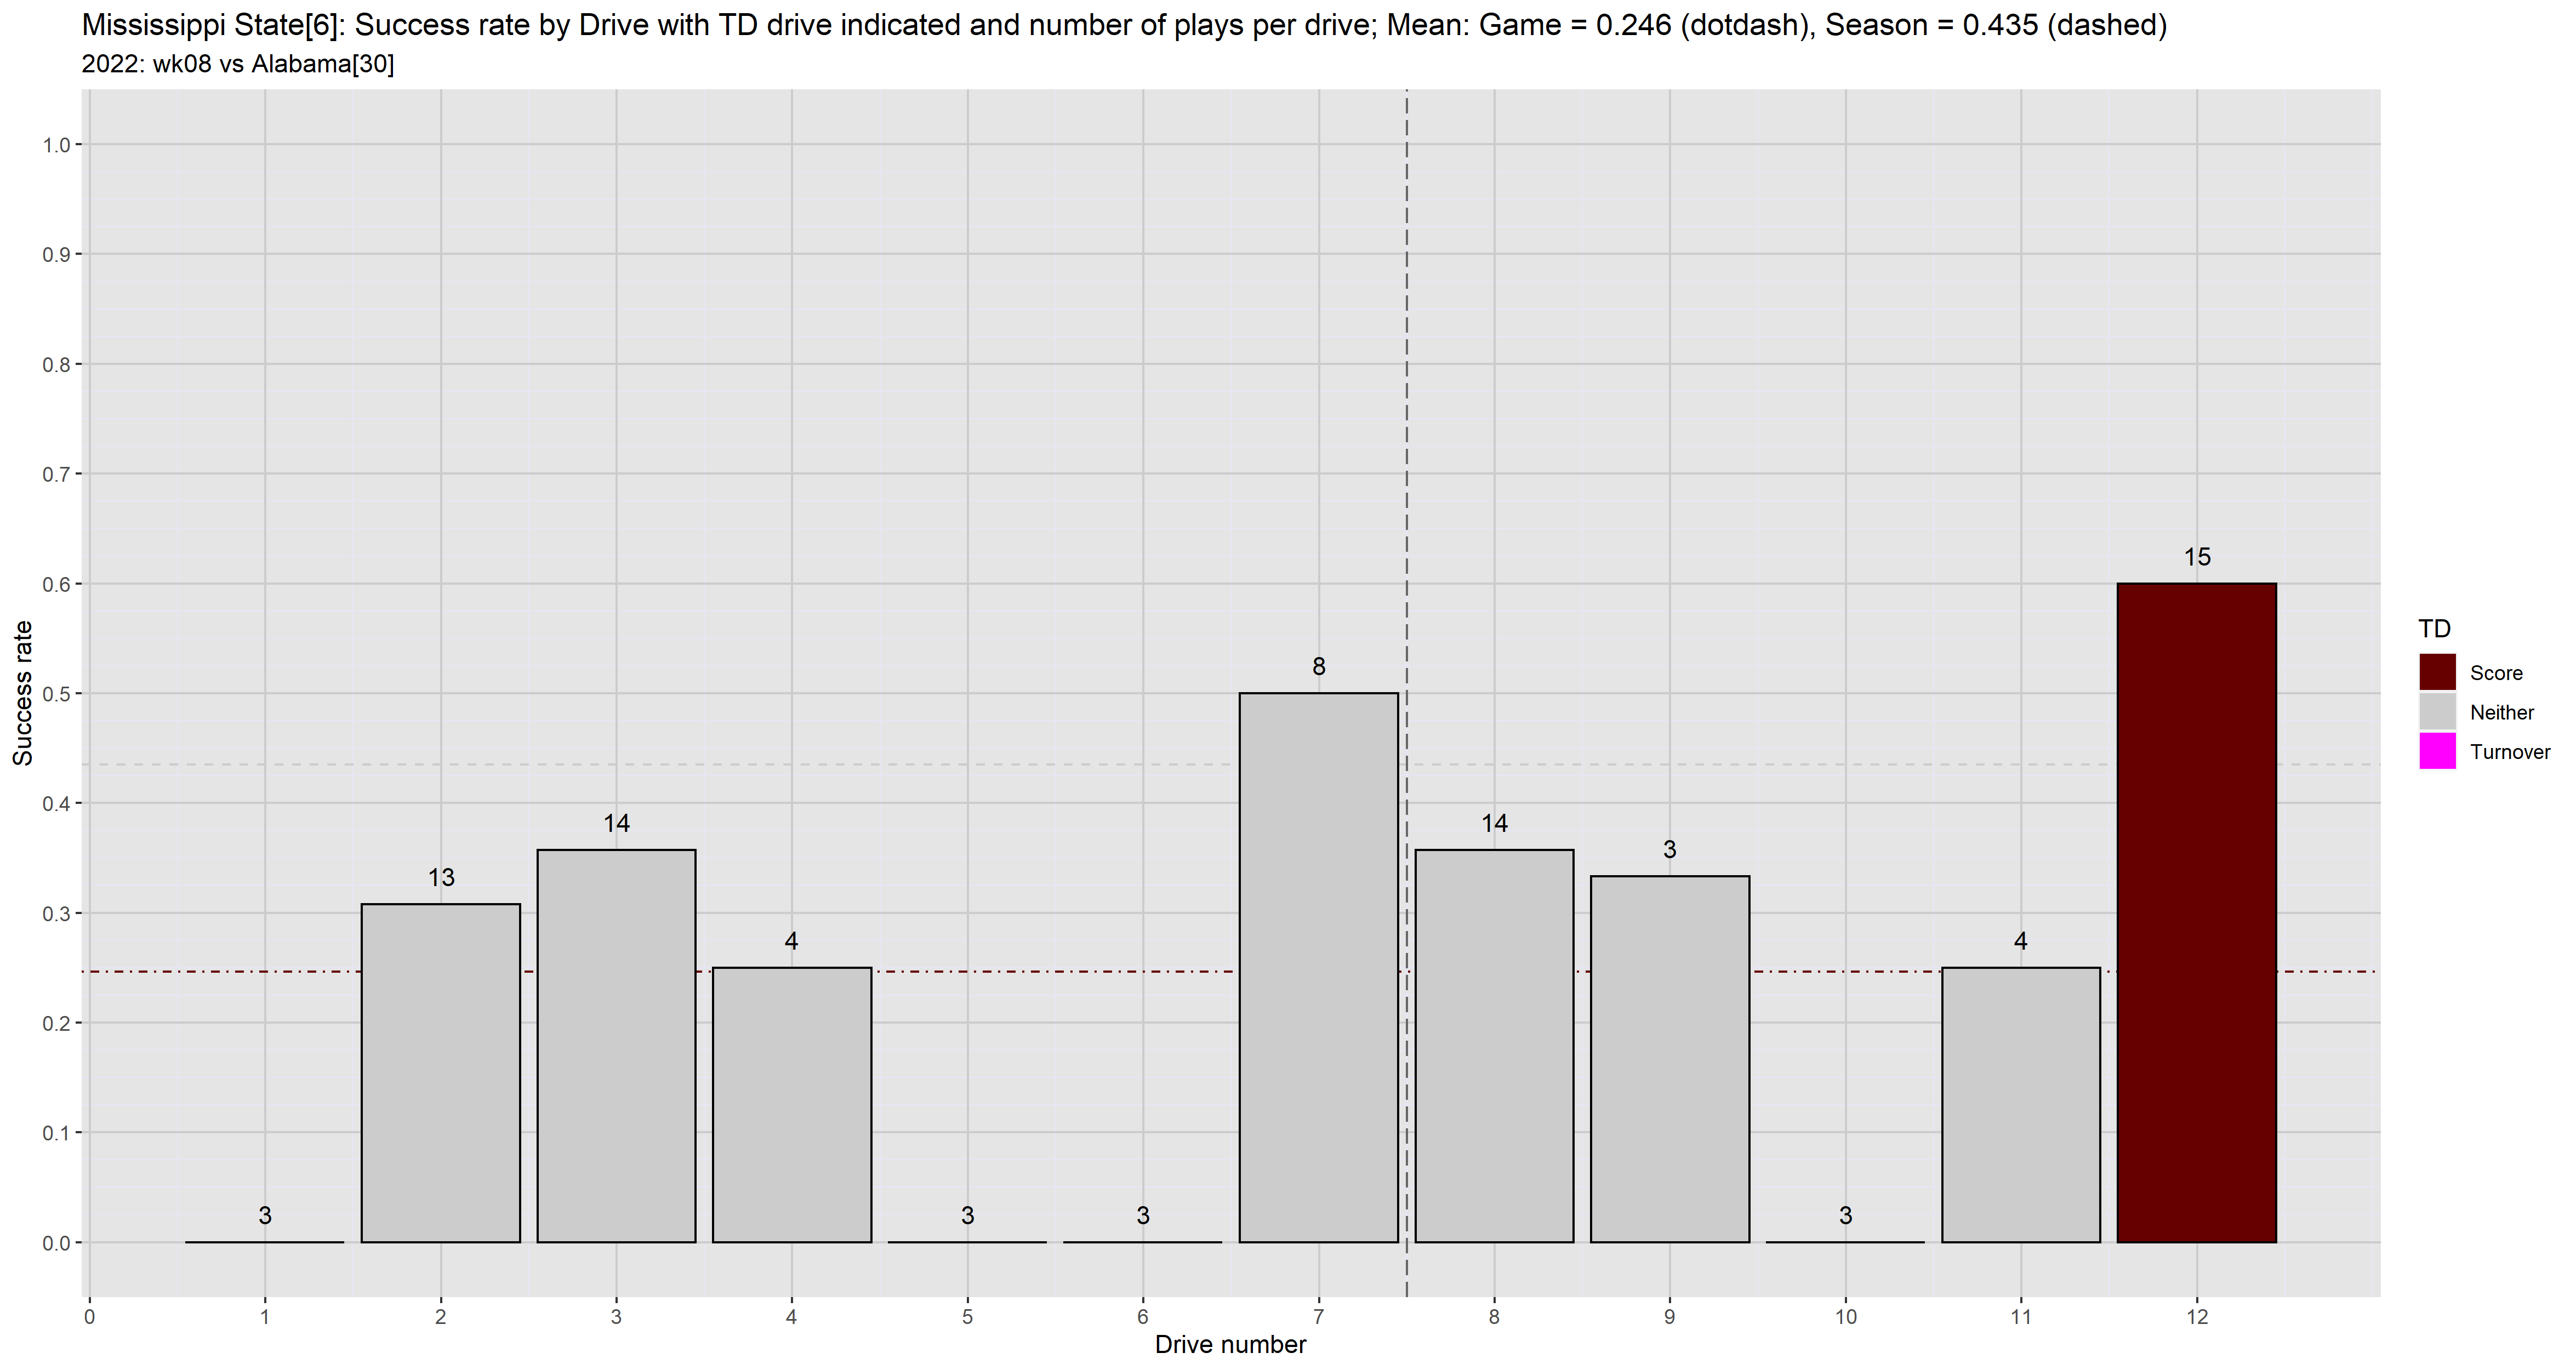 Mississippi State[6]: Success rate by Drive with TD drive indicated and number of plays per drive; Mean: Game = 0.246 (dotdash), Season = 0.435 (dashed)
2022: wk08 vs Alabama[30]
1.0
0.9
0.8
0.7
0.6
0.5
0.4
0.3
0.2
0.1
0.0
Success rate
3
13
14
4
3
3
8
14
3
3
4
15
0 1 2 3 4 5 6 7 8 9 10 11 12
Drive number
TD
Score
Neither
Turnover